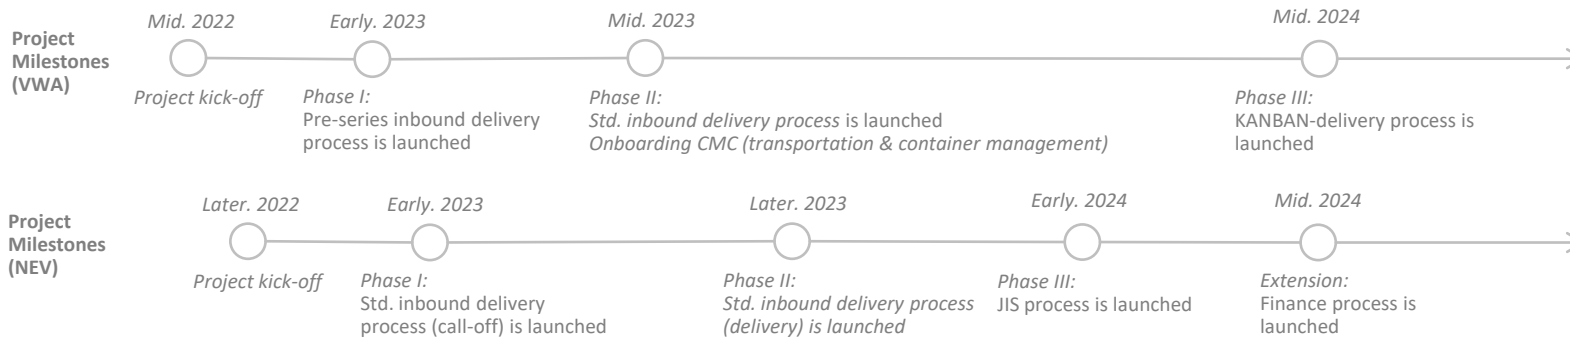 Mid. 2022
Early. 2023
Mid. 2023
Mid. 2024
Project
Milestones
(VWA)
Project kick-off
Phase I:
Pre-series inbound delivery
process is launched
Phase II:
Std. inbound delivery process is launched
Onboarding CMC (transportation & container management)
Phase III:
KANBAN-delivery process is
launched
Later. 2022
Early. 2023
Later. 2023
Early. 2024
Mid. 2024
Project
Milestones
(NEV)
Project kick-off
Phase I:
Std. inbound delivery
process (call-off) is launched
Phase II:
Std. inbound delivery process
(delivery) is launched
Phase III:
JIS process is launched
Extension:
Finance process is
launched